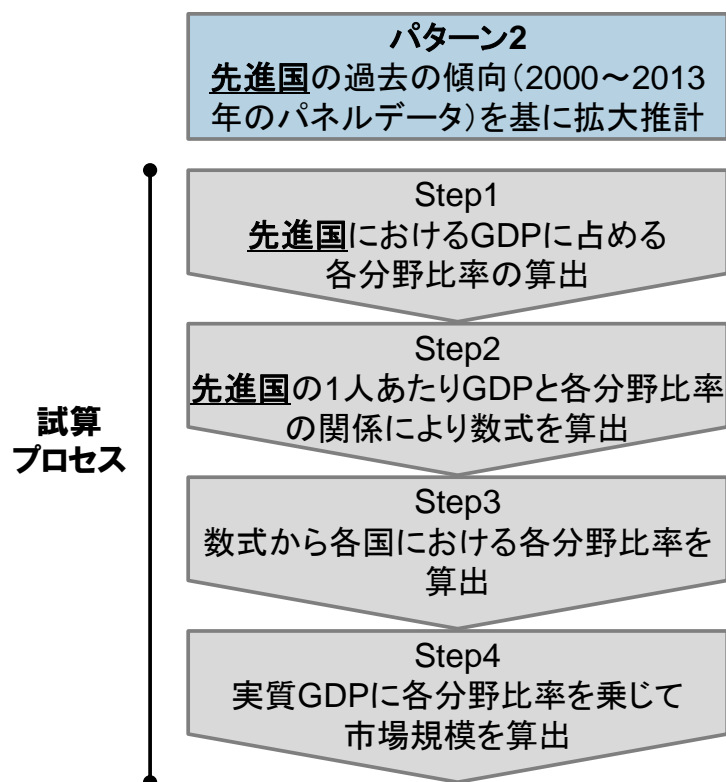 パターン2
先進国の過去の傾向(2000~2013
年のパネルデータ)を基に拡大推計
試算
プロセス
Step1
先進国におけるGDPに占める
各分野比率の算出
Step2
先進国の1人あたりGDPと各分野比率
の関係により数式を算出
Step3
数式から各国における各分野比率を
算出
Step4
実質GDPに各分野比率を乗じて
市場規模を算出